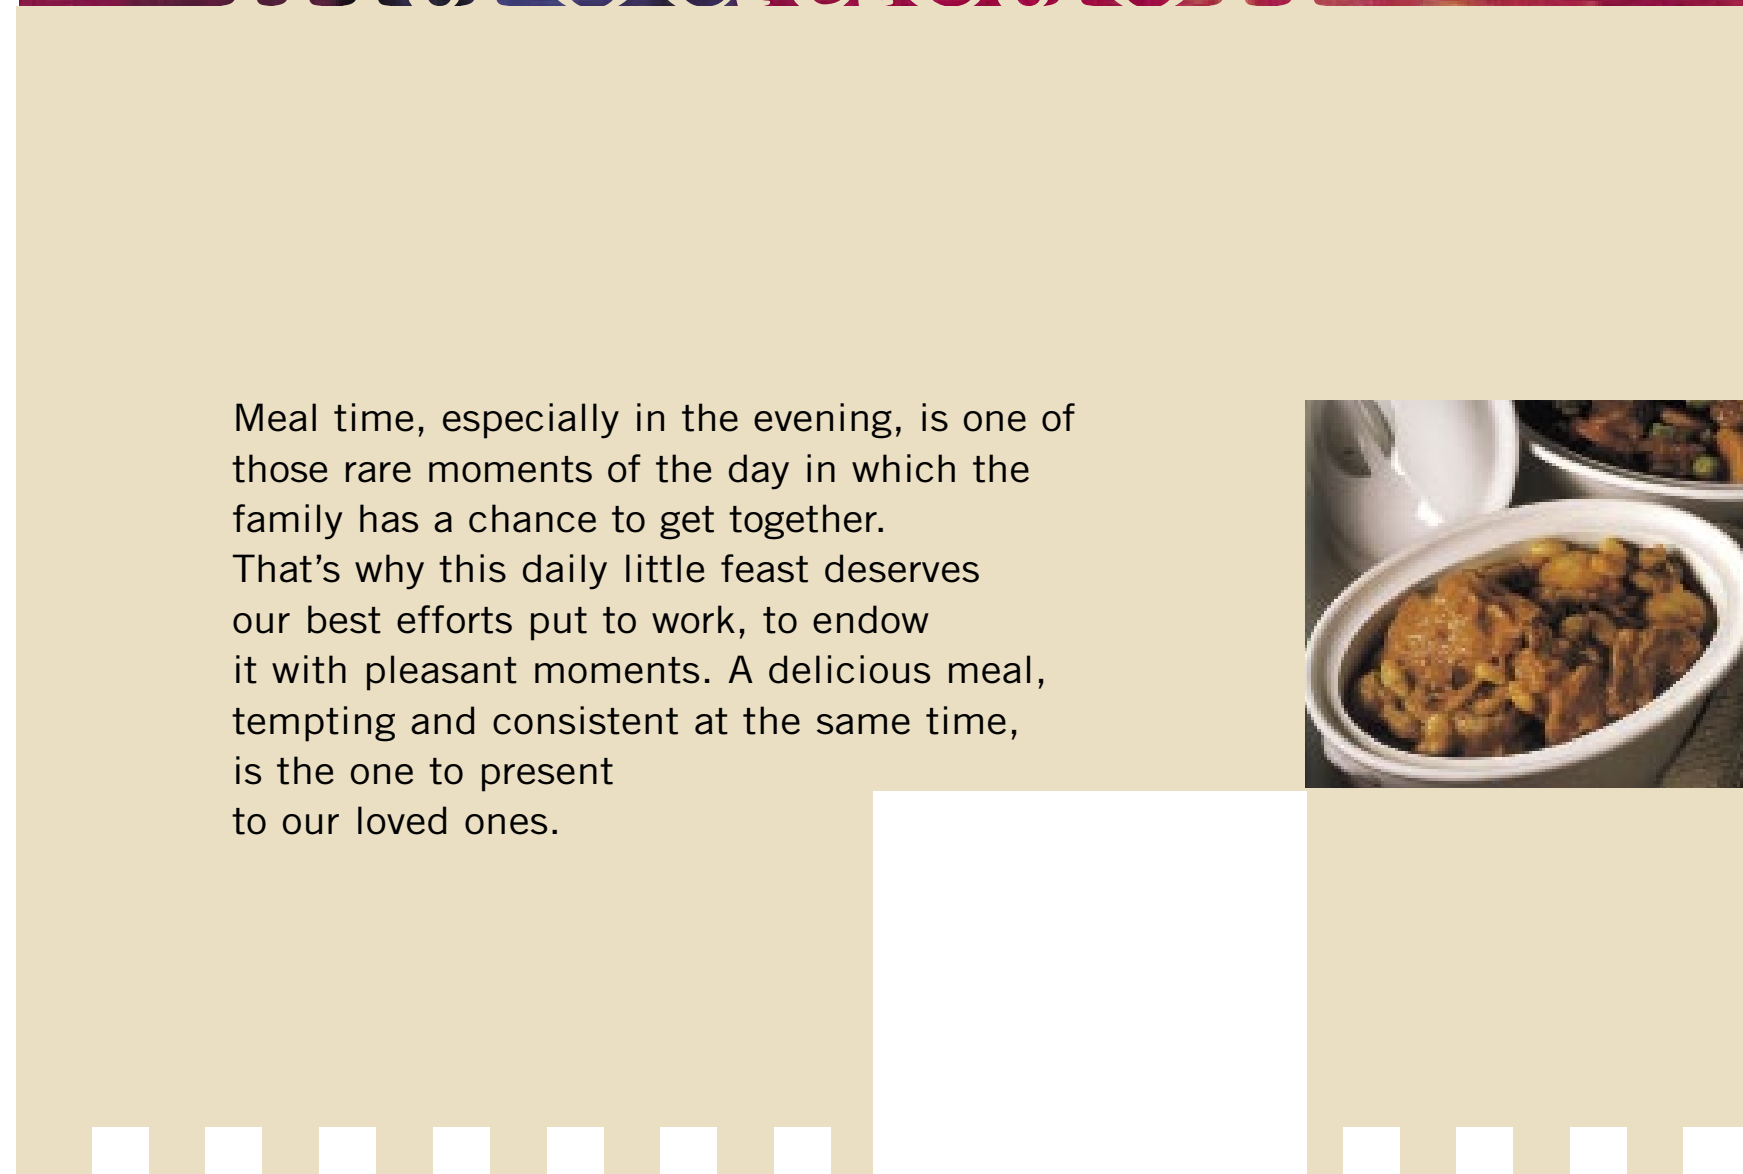 Meal time, especially in the evening, is one of
those rare moments of the day in which the
family has a chance to get together.
That’s why this daily little feast deserves
our best efforts put to work, to endow
it with pleasant moments. A delicious meal,
tempting and consistent at the same time,
is the one to present
to our loved ones.